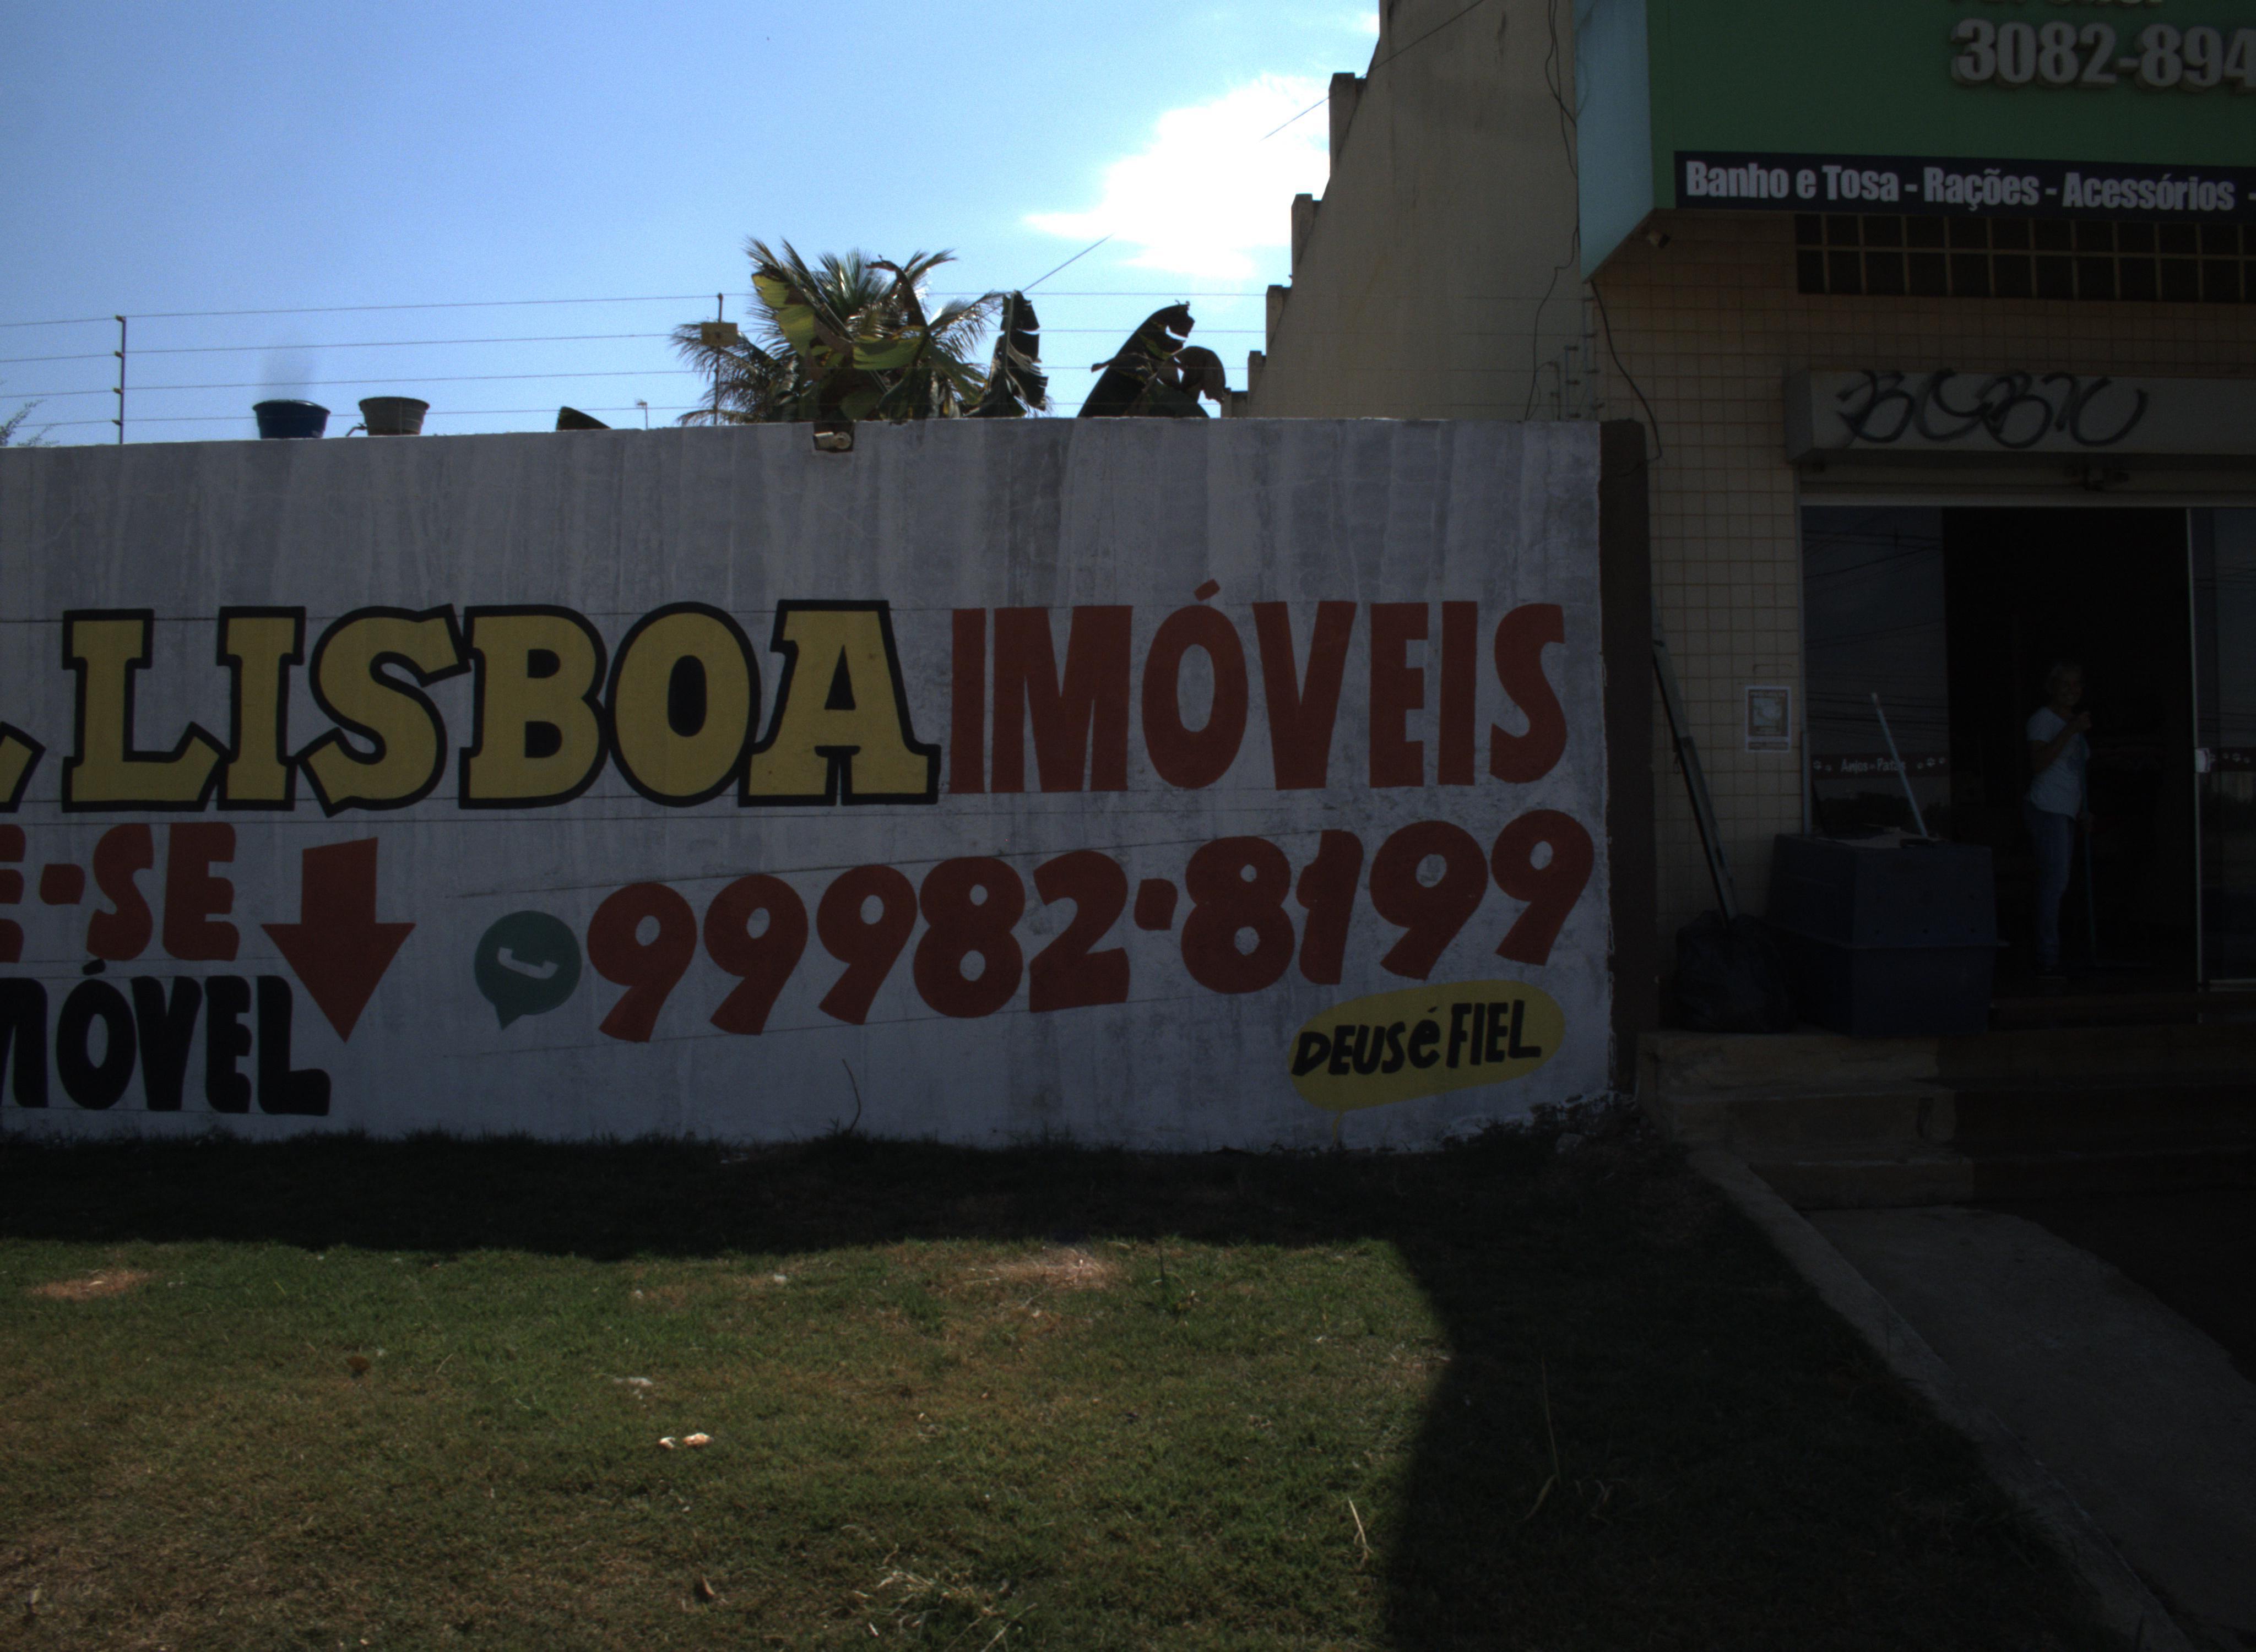 LISBOA IMÓVEIS
E-SE
99982-8199
MÓVEL
DEUS é FIEL
3082-894
Banho e Tosa - Rações - Acessórios -